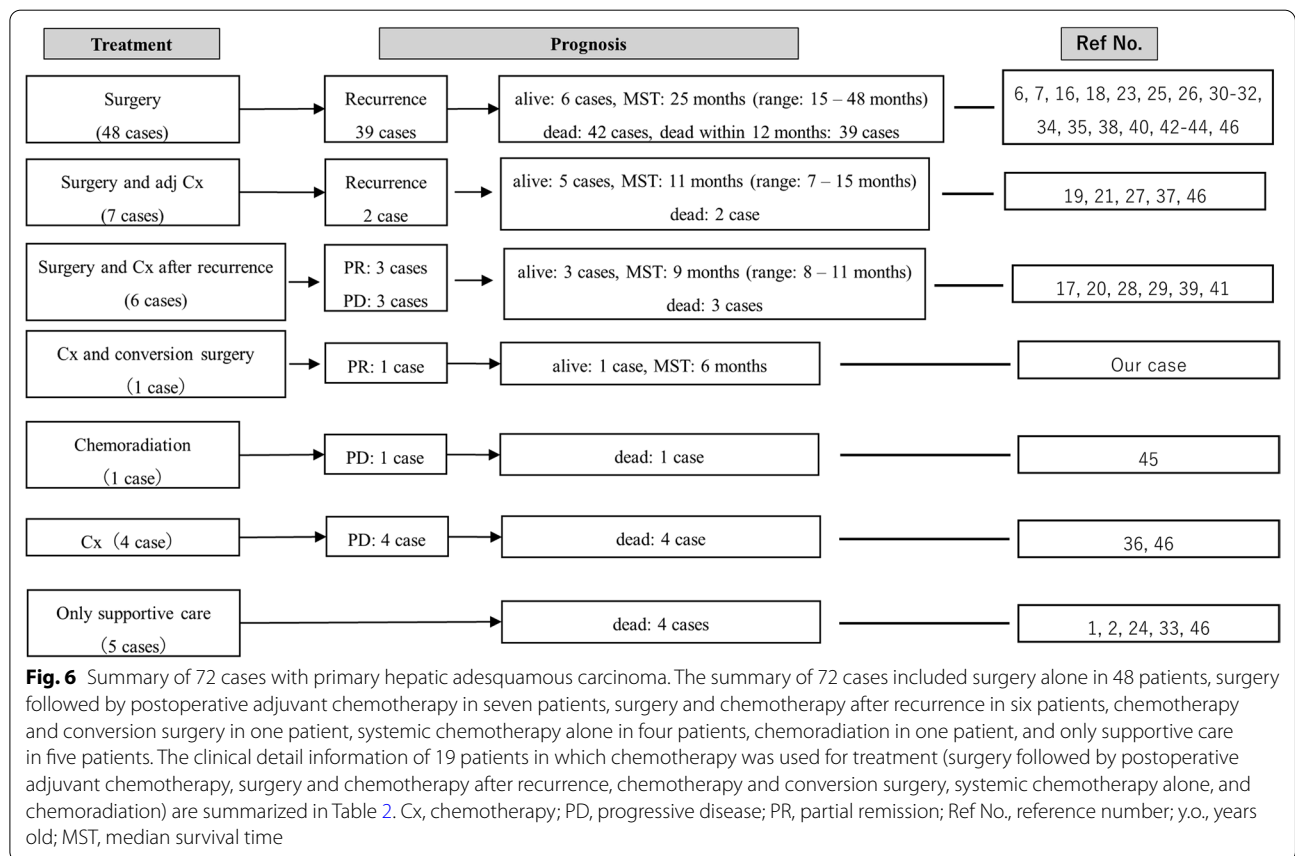 Treatment
Prognosis
Ref No.
Surgery
(48 cases)
Recurrence
39 cases
alive: 6 cases, MST: 25 months (range: 15 – 48 months)
dead: 42 cases, dead within 12 months: 39 cases
6, 7, 16, 18, 23, 25, 26, 30-32,
34, 35, 38, 40, 42-44, 46
Surgery and adj Cx
(7 cases)
Recurrence
2 case
alive: 5 cases, MST: 11 months (range: 7 – 15 months)
dead: 2 case
19, 21, 27, 37, 46
Surgery and Cx after recurrence
(6 cases)
PR: 3 cases
PD: 3 cases
alive: 3 cases, MST: 9 months (range: 8 – 11 months)
dead: 3 cases
17, 20, 28, 29, 39, 41
Cx and conversion surgery
(1 case)
PR: 1 case
alive: 1 case, MST: 6 months
Our case
Chemoradiation
(1 case)
PD: 1 case
dead: 1 case
45
Cx (4 case)
PD: 4 case
dead: 4 case
36, 46
Only supportive care
(5 cases)
dead: 4 cases
1, 2, 24, 33, 46
Fig. 6 Summary of 72 cases with primary hepatic adesquamous carcinoma. The summary of 72 cases included surgery alone in 48 patients, surgery
followed by postoperative adjuvant chemotherapy in seven patients, surgery and chemotherapy after recurrence in six patients, chemotherapy
and conversion surgery in one patient, systemic chemotherapy alone in four patients, chemoradiation in one patient, and only supportive care
in five patients. The clinical detail information of 19 patients in which chemotherapy was used for treatment (surgery followed by postoperative
adjuvant chemotherapy, surgery and chemotherapy after recurrence, chemotherapy and conversion surgery, systemic chemotherapy alone, and
chemoradiation) are summarized in Table 2. Cx, chemotherapy; PD, progressive disease; PR, partial remission; Ref No., reference number; y.o., years
old; MST, median survival time